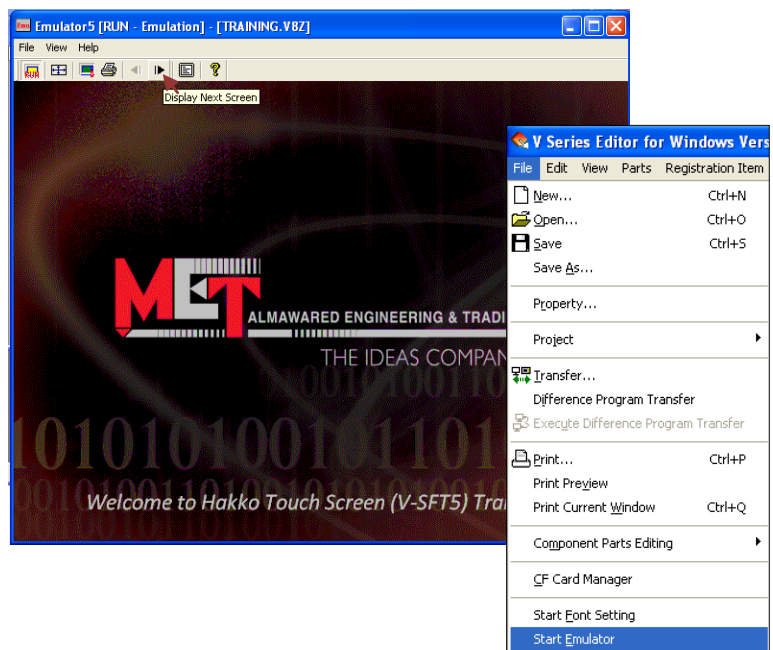 Emulator5 [RUN - Emulation] - [TRAINING.V8Z]
File View Help
RUN
Display Next Screen
MET
ALMAWARED ENGINEERING & TRADI
THE IDEAS COMPAN
Welcome to Hakko Touch Screen (V-SFT5) Trai
V Series Editor for Windows Vers
File Edit View Parts Registration Item
New... Ctrl+N
Open... Ctrl+O
Save Ctrl+S
Save As...
Property...
Project
Transfer...
Difference Program Transfer
Execute Difference Program Transfer
Print... Ctrl+P
Print Preview
Print Current Window Ctrl+Q
Component Parts Editing
CF Card Manager
Start Font Setting
Start Emulator